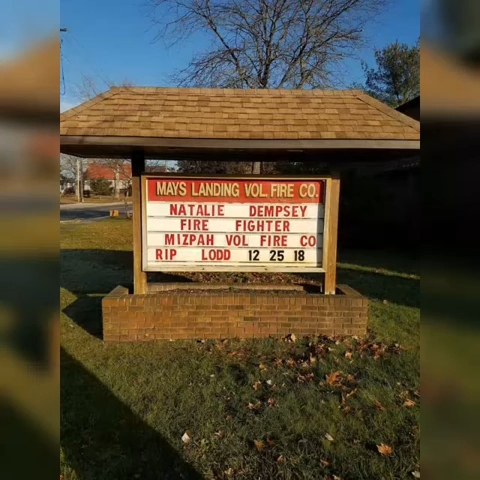 MAYS LANDING VOL. FIRE CO.
NATALIE DEMPSEY
FIRE FIGHTER
MIZPAH VOL FIRE CO
RIP LODD 12 25 18